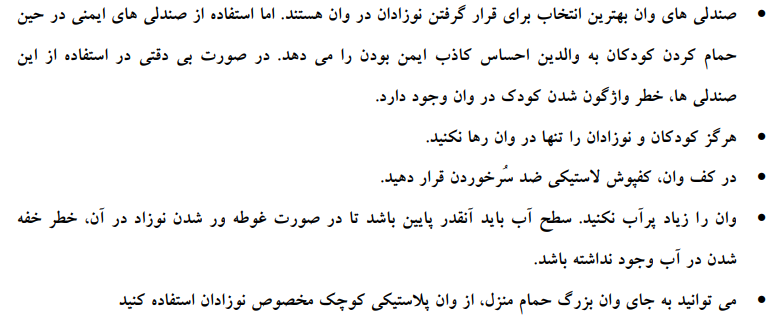 • صندلی های وان بهترین انتخاب برای قرار گرفتن نوزادان در وان هستند. اما استفاده از صندلی های ایمنی در حین
حمام کردن کودکان به والدین احساس کاذب ایمن بودن را می دهد. در صورت بی دقتی در استفاده از این
صندلی ها، خطر واژگون شدن کودک در وان وجود دارد.
• هرگز کودکان و نوزادان را تنها در وان رها نکنید.
• در کف وان، کفپوش لاستیکی ضد سُرخوردن قرار دهید.
• وان را زیاد پرآب نکنید. سطح آب باید آنقدر پایین باشد تا در صورت غوطه ور شدن نوزاد در آن، خطر خفه
شدن در آب وجود نداشته باشد.
• می توانید به جای وان بزرگ حمام منزل، از وان پلاستیکی کوچک مخصوص نوزادان استفاده کنید